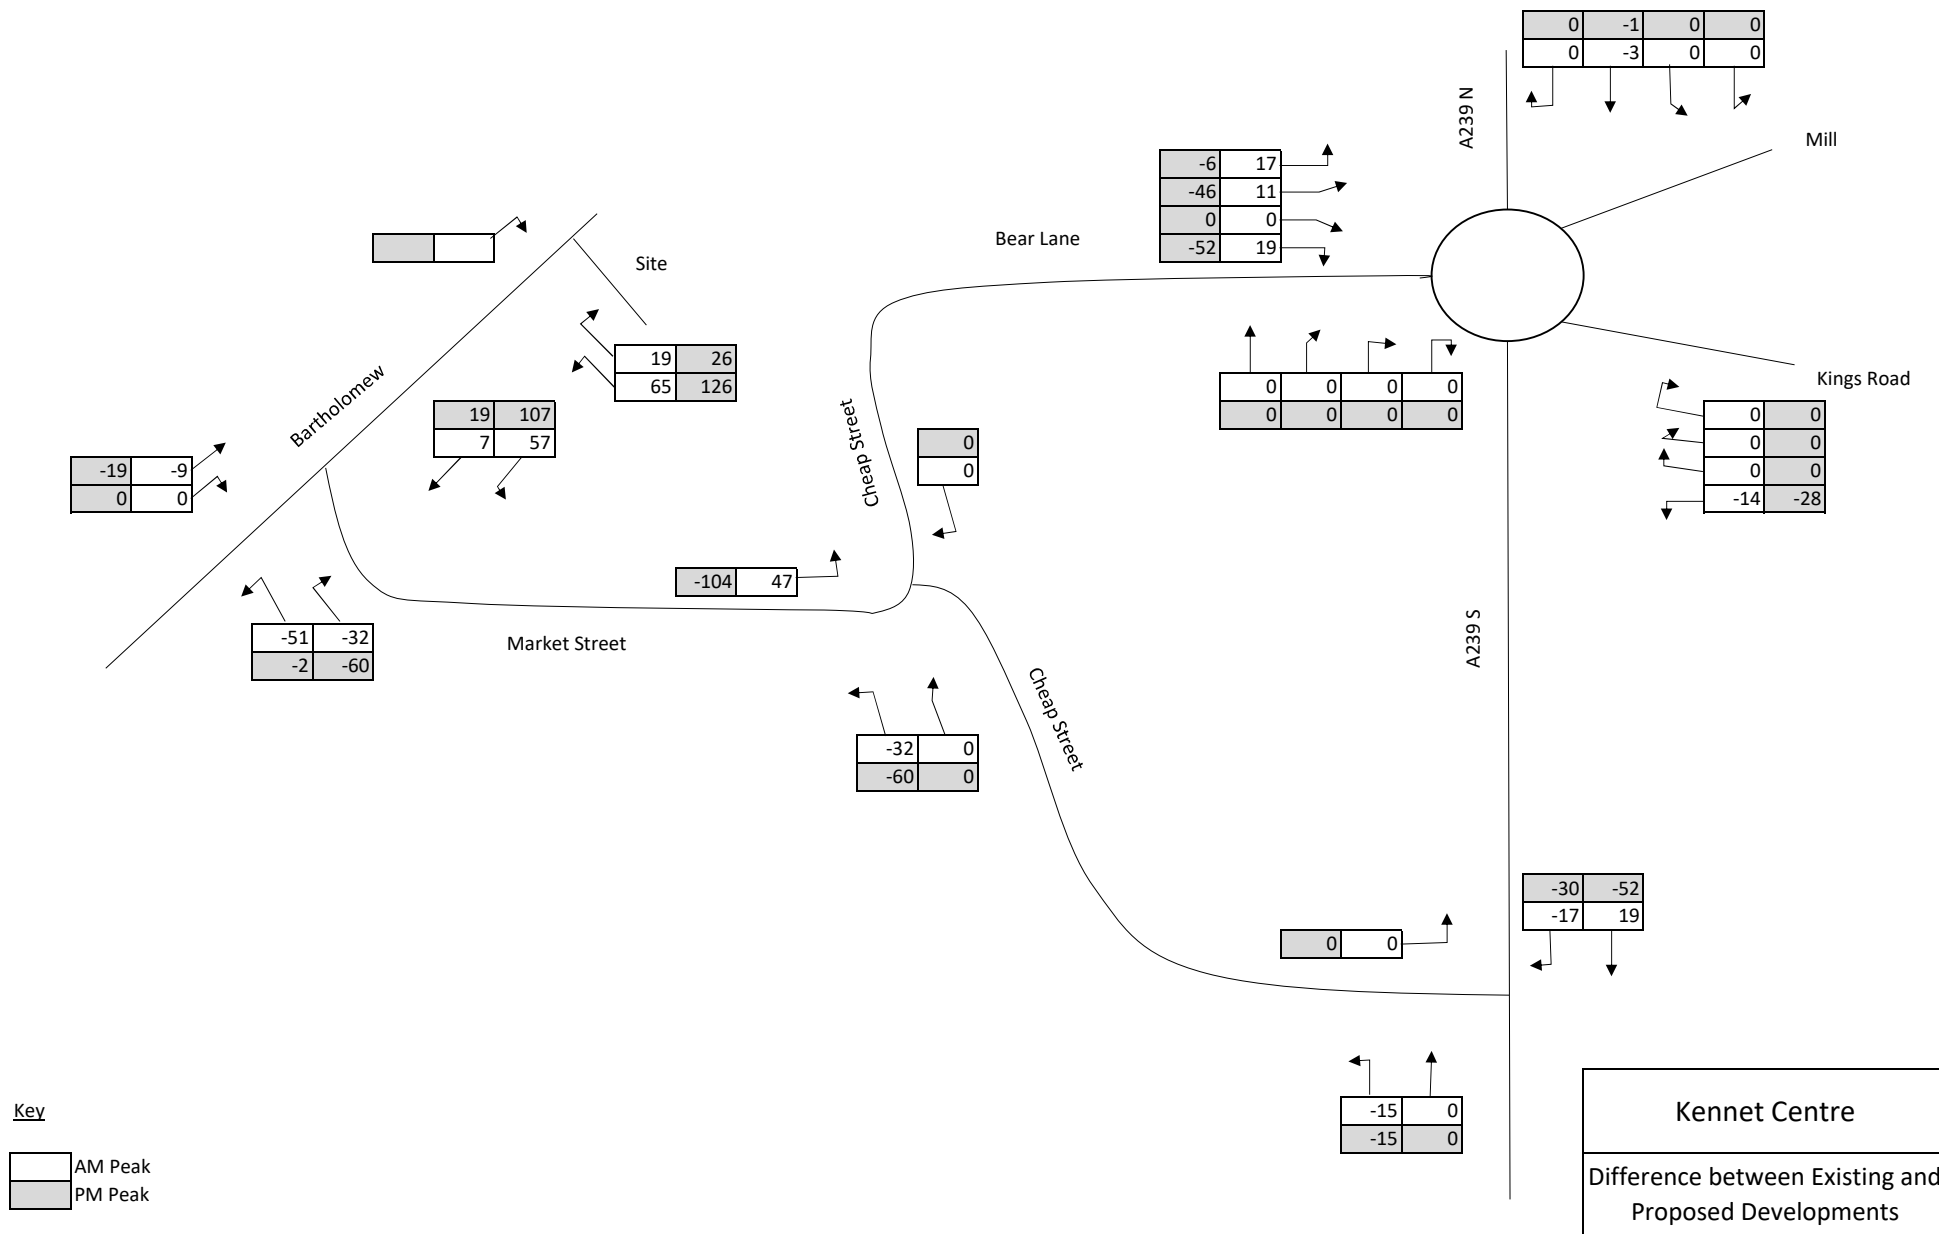 0 -1 0 0
0 -3 0 0
A239 N
Mill
-6 17
-46 11
0 0
-52 19
Bear Lane
Site
19 26
65 126
Bartholomew
19 107
7 57
-19 -9
0 0
Cheap Street
0
0
0 0 0 0
0 0 0 0
Kings Road
0 0
0 0
0 0
-14 -28
-104 47
-51 -32
-2 -60
Market Street
A239 S
Cheap Street
-32 0
-60 0
-30 -52
-17 19
0 0
-15 0
-15 0
Key
AM Peak
PM Peak
Kennet Centre
Difference between Existing and
Proposed Developments